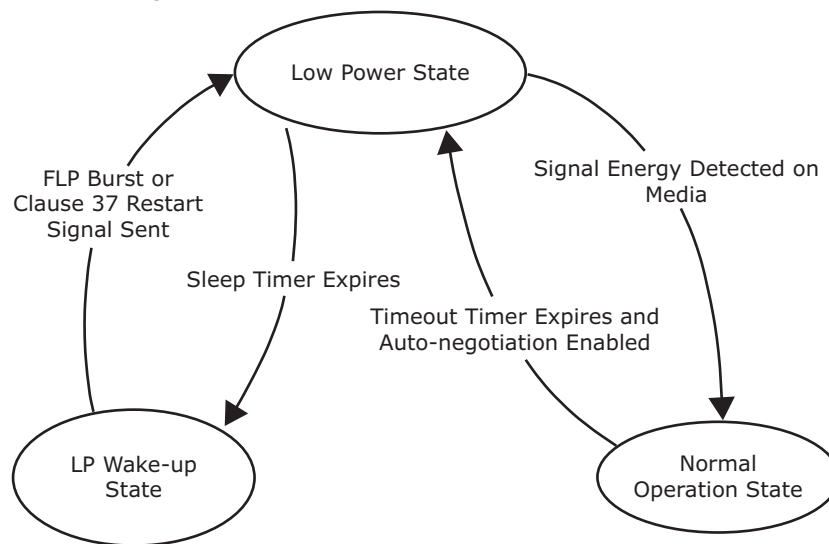 Low Power State
FLP Burst or
Clause 37 Restart
Signal Sent
Signal Energy Detected on
Media
Sleep Timer Expires
Timeout Timer Expires and
Auto-negotiation Enabled
LP Wake-up
State
Normal
Operation State